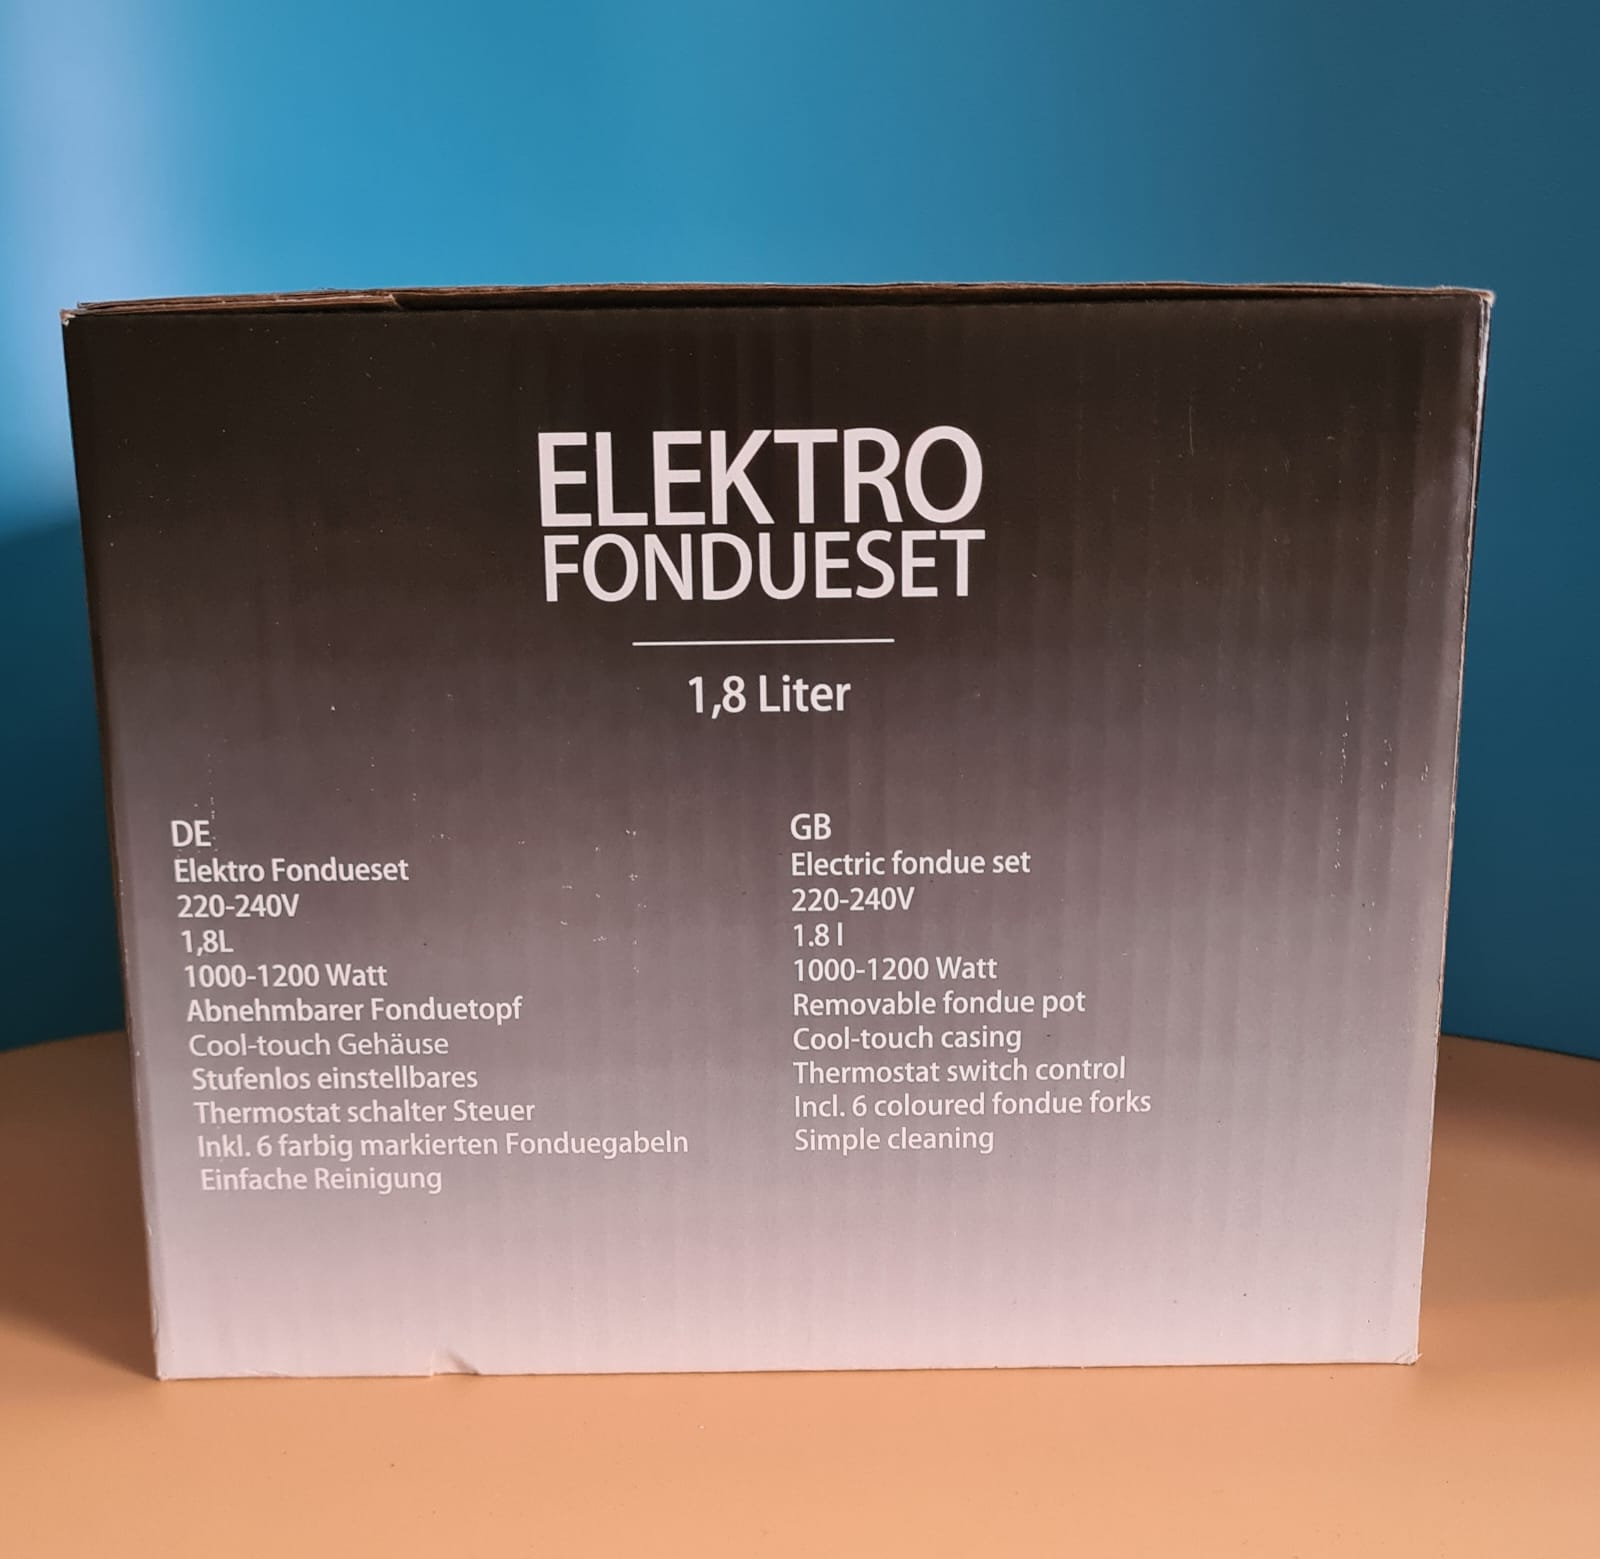 ELEKTRO
FONDUESET
1,8 Liter
DE
Elektro Fondueset
220-240V
1,8L
1000-1200 Watt
Abnehmbarer Fonduetopf
Cool-touch Gehäuse
Stufenlos einstellbares
Thermostat schalter Steuer
Inkl. 6 farbig markierten Fonduegabeln
Einfache Reinigung
GB
Electric fondue set
220-240V
1.8 l
1000-1200 Watt
Removable fondue pot
Cool-touch casing
Thermostat switch control
Incl. 6 coloured fondue forks
Simple cleaning